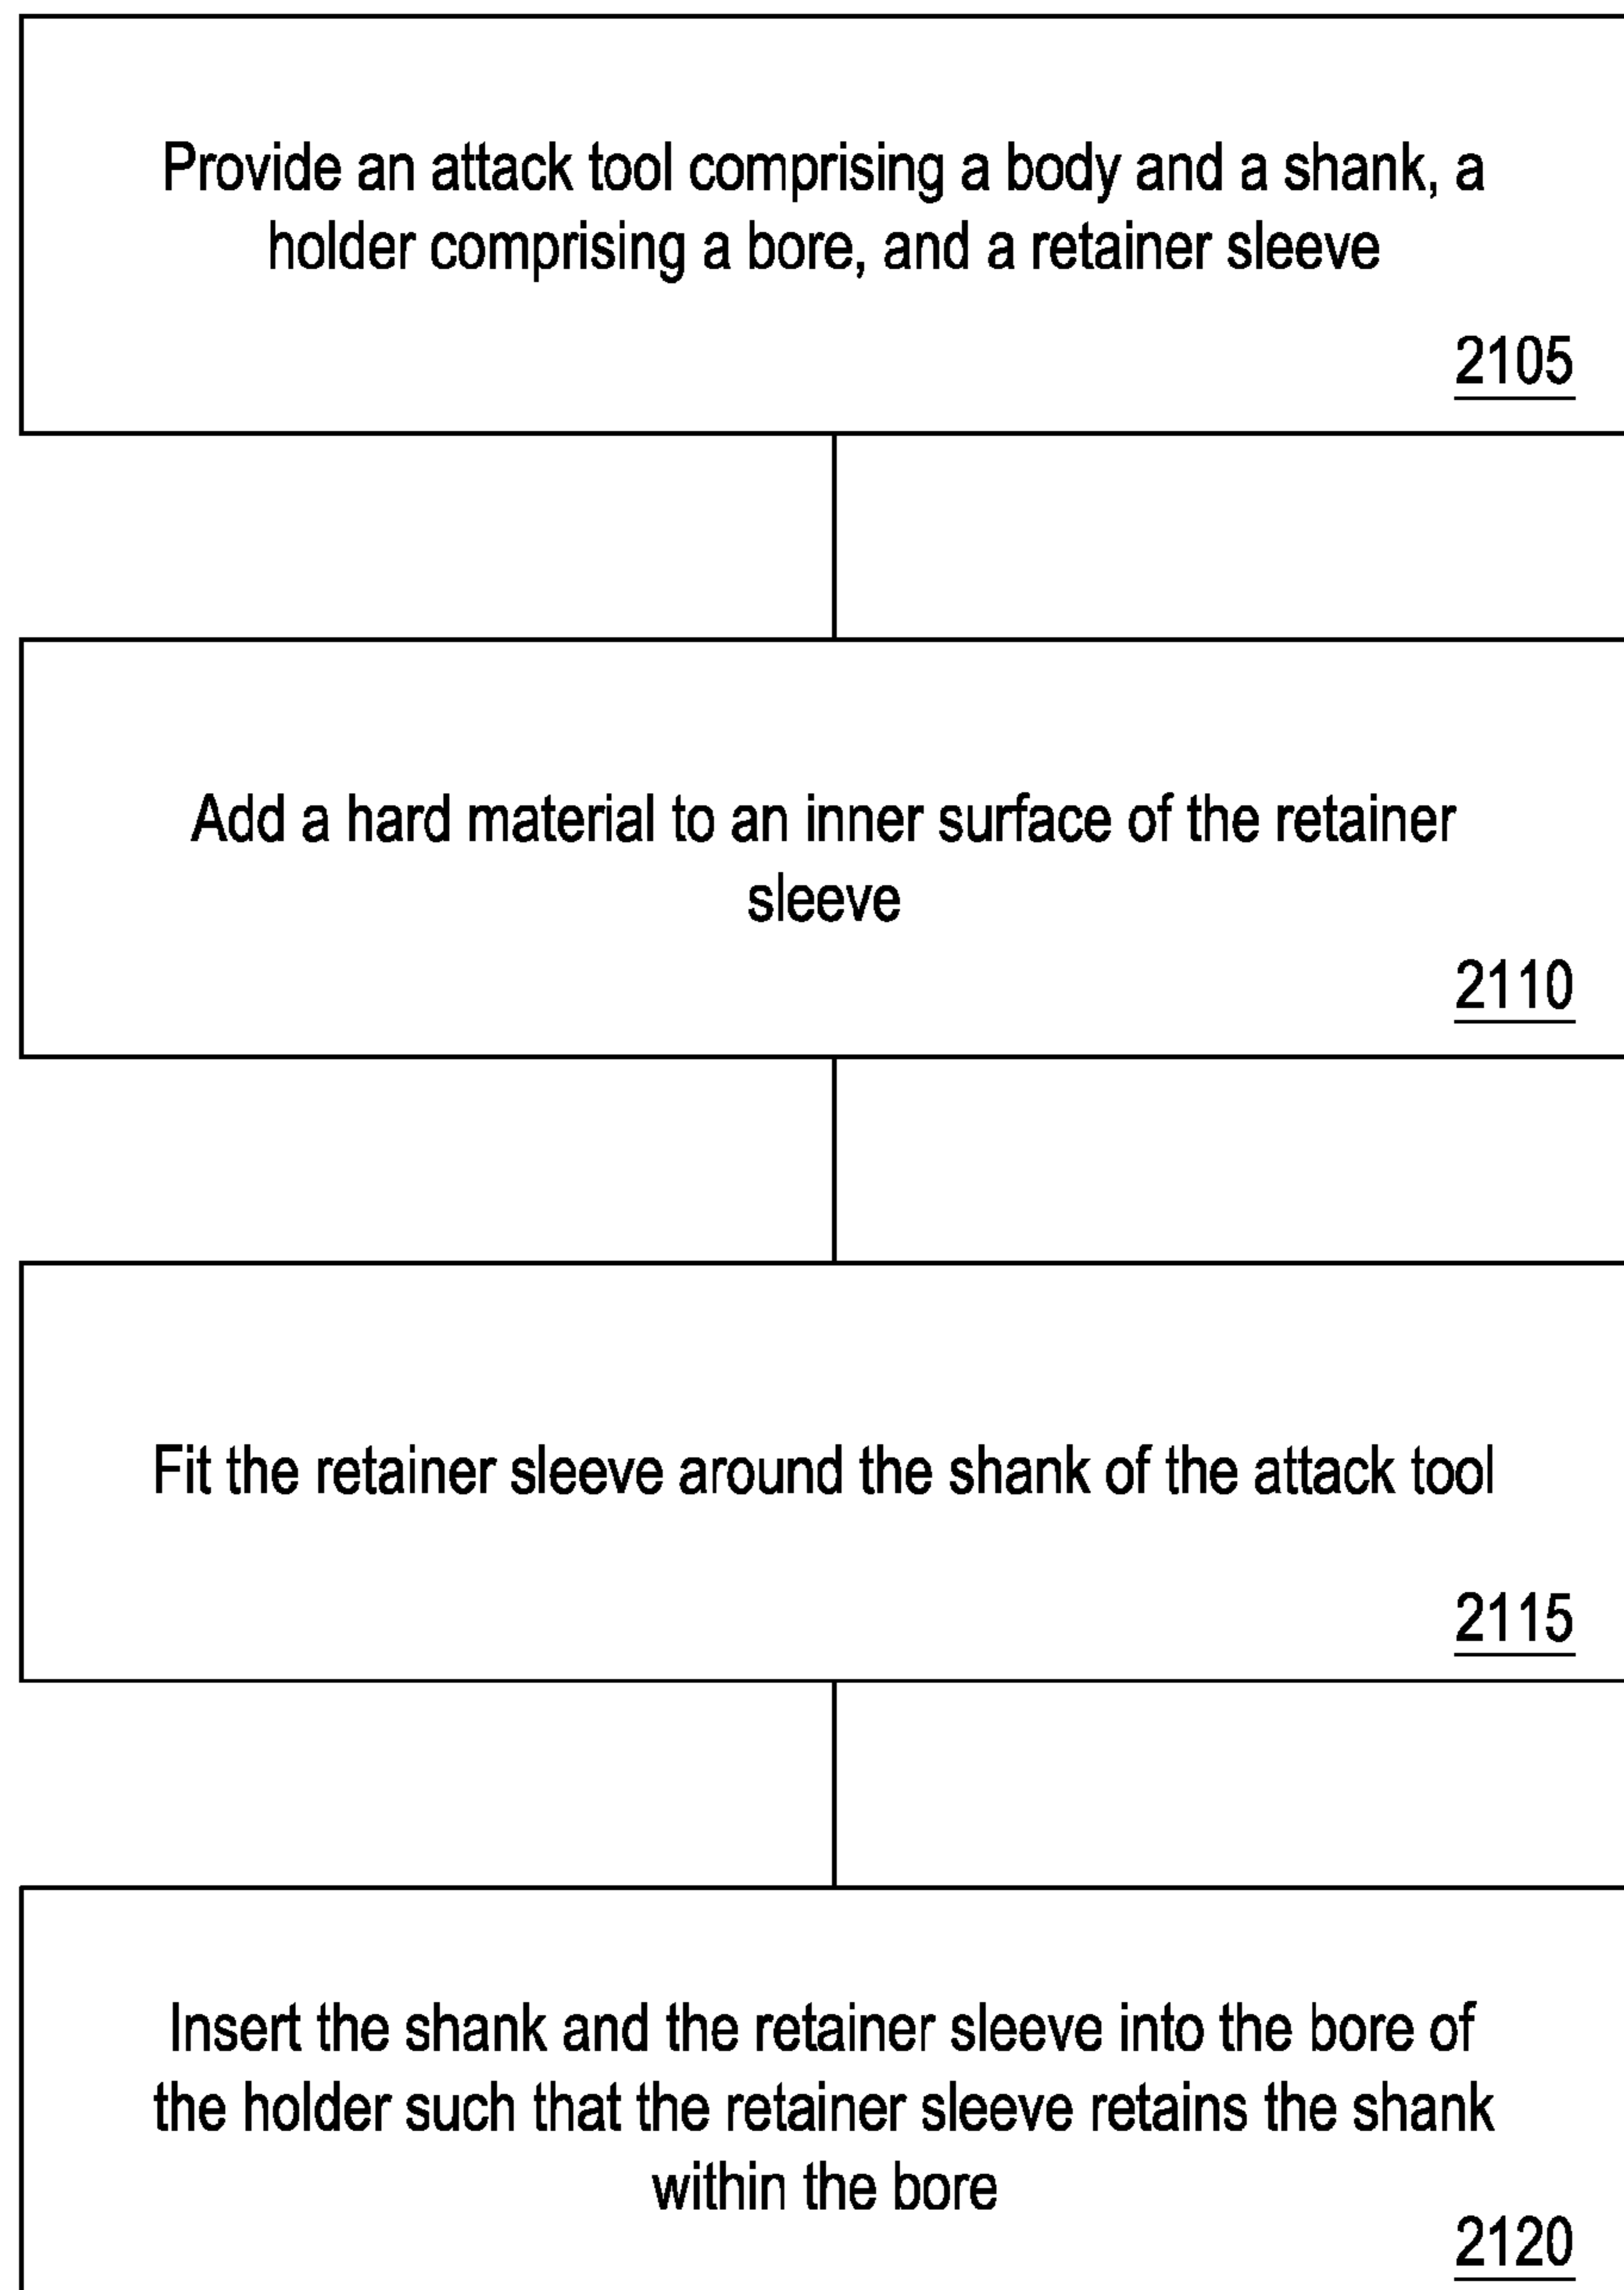 Provide an attack tool comprising a body and a shank, a
holder comprising a bore, and a retainer sleeve
2105
Add a hard material to an inner surface of the retainer
sleeve
2110
Fit the retainer sleeve around the shank of the attack tool
2115
Insert the shank and the retainer sleeve into the bore of
the holder such that the retainer sleeve retains the shank
within the bore
2120